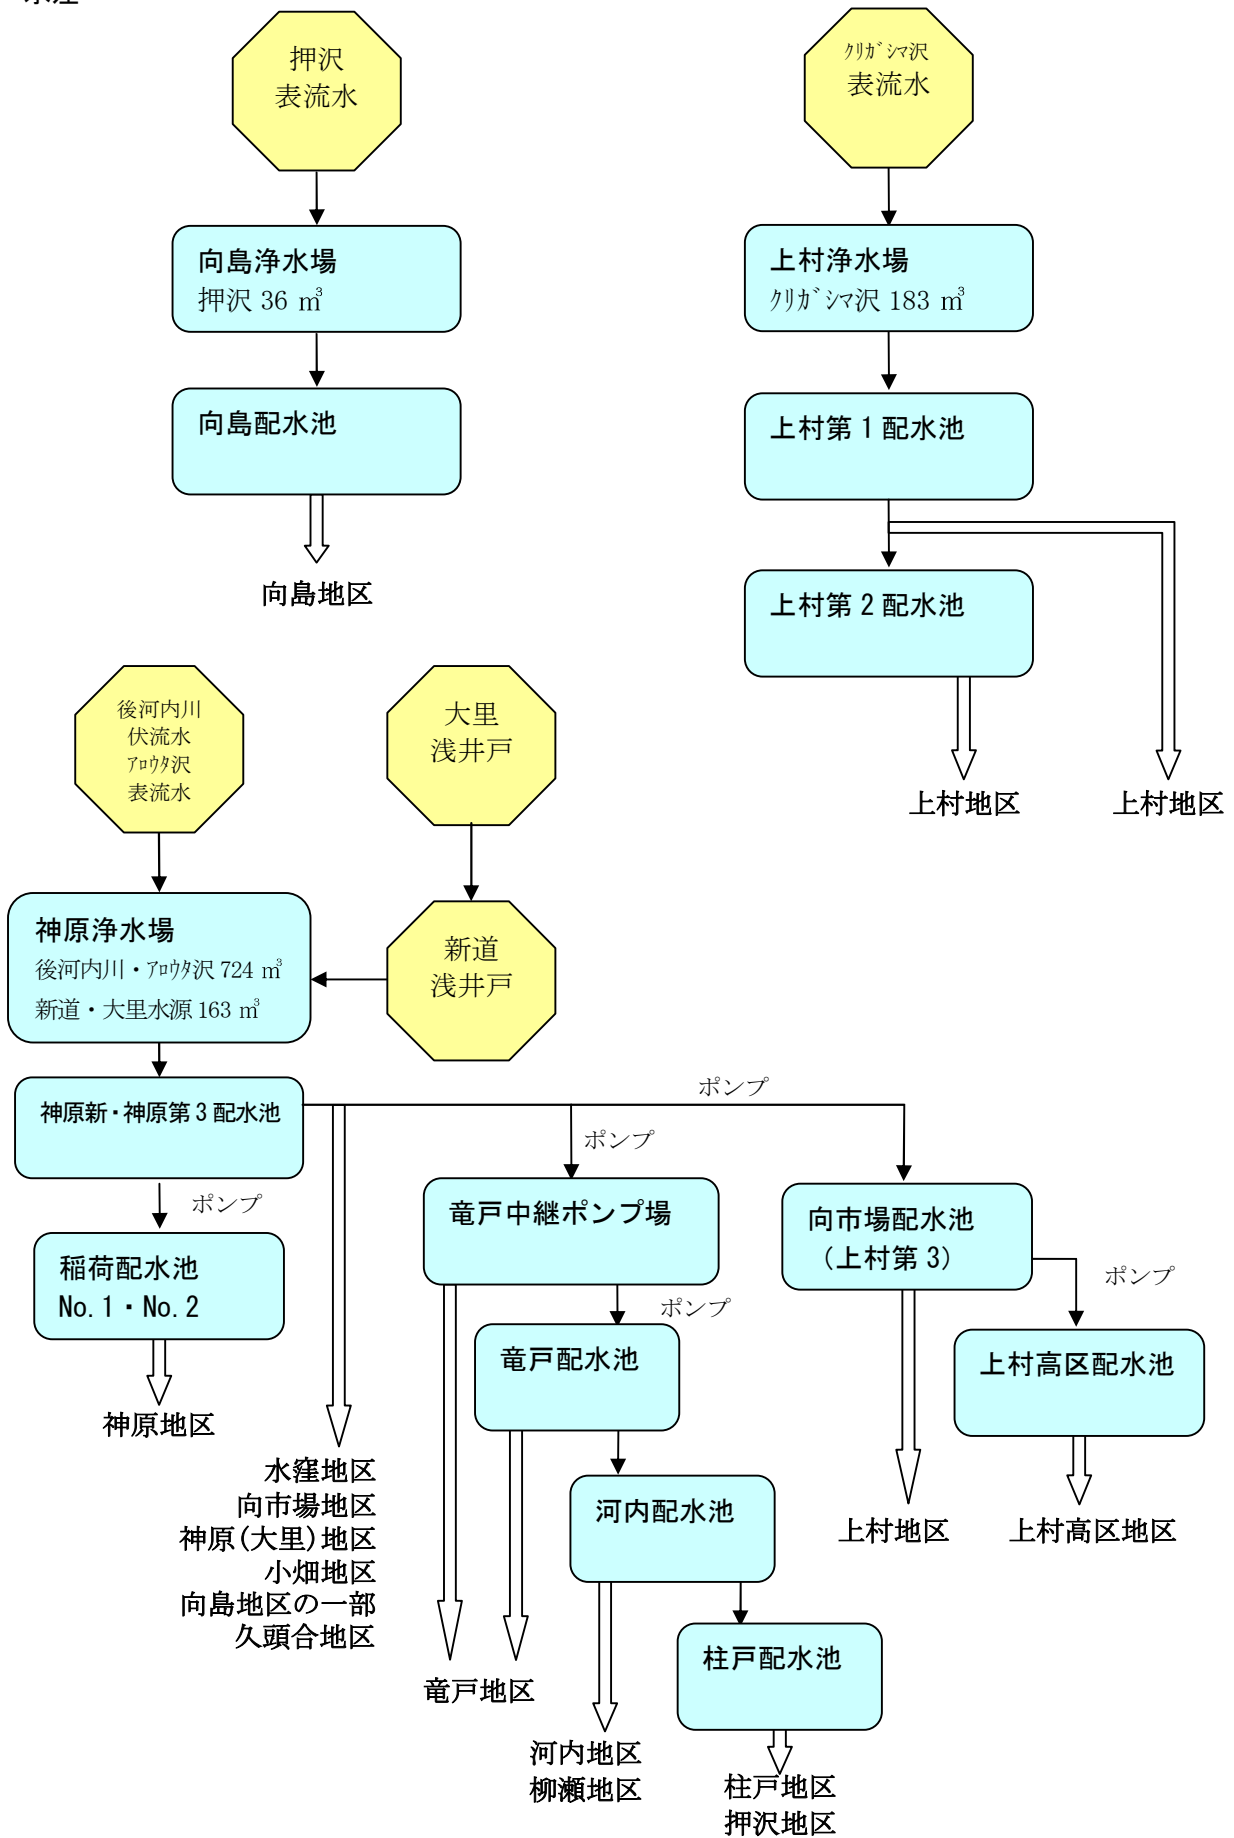 押沢
表流水
ｸﾘｶﾞｼﾏ沢
表流水
向島浄水場
押沢 36 ㎥
上村浄水場
ｸﾘｶﾞｼﾏ沢 183 ㎥
向島配水池
上村第1配水池
向島地区
上村第2配水池
上村地区
上村地区
後河内川
伏流水
ｱﾛｳﾀ沢
表流水
大里
浅井戸
神原浄水場
後河内川・ｱﾛｳﾀ沢 724 ㎥
新道・大里水源 163 ㎥
新道
浅井戸
神原新・神原第3配水池
ポンプ
ポンプ
ポンプ
稲荷配水池
No.1・No.2
神原地区
竜戸中継ポンプ場
ポンプ
向市場配水池
（上村第3）
ポンプ
竜戸配水池
上村高区配水池
水窪地区
向市場地区
神原(大里)地区
小畑地区
向島地区の一部
久頭合地区
河内配水池
上村地区
上村高区地区
竜戸地区
柱戸配水池
河内地区
柳瀬地区
柱戸地区
押沢地区